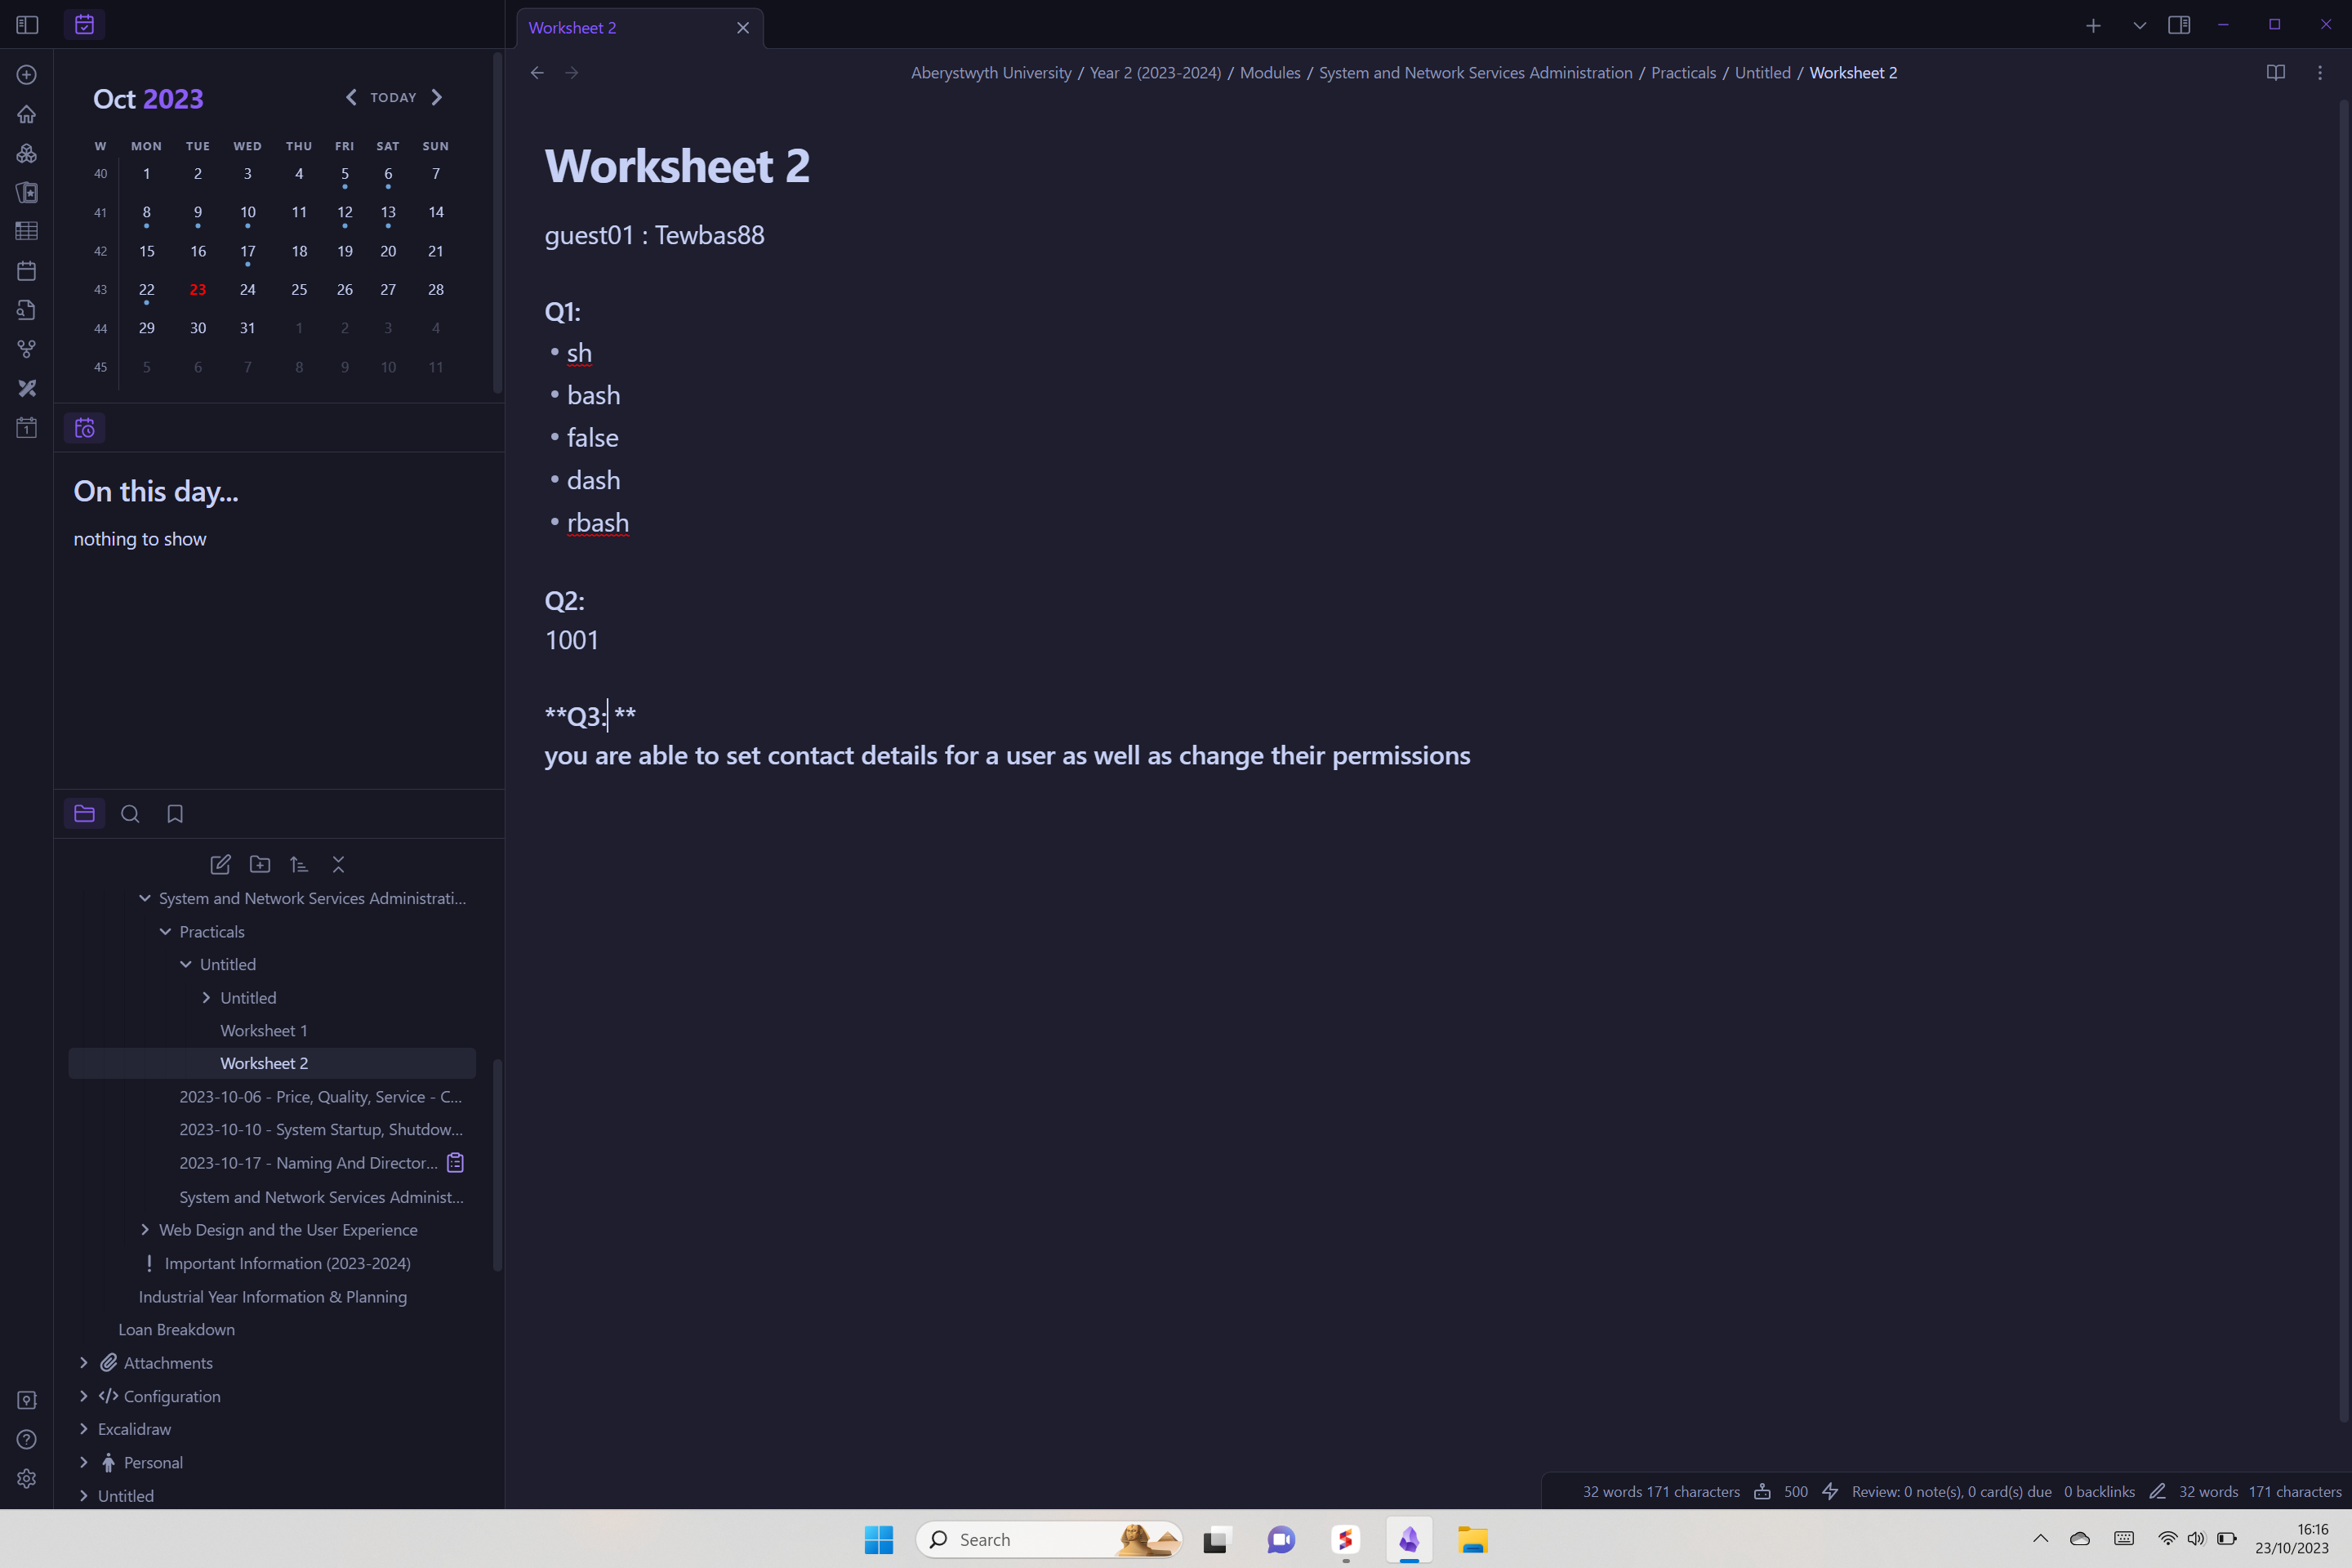 Worksheet 2
Aberystwyth University / Year 2 (2023-2024) / Modules / System and Network Services Administration / Practicals / Untitled / Worksheet 2
Oct 2023
TODAY
W MON TUE WED THU FRI SAT SUN
40 1 2 3 4 5 6 7
41 8 9 10 11 12 13 14
42 15 16 17 18 19 20 21
43 22 23 24 25 26 27 28
44 29 30 31 1 2 3 4
45 5 6 7 8 9 10 11
On this day...
nothing to show
System and Network Services Administrati...
Practicals
Untitled
Untitled
Worksheet 1
Worksheet 2
2023-10-06 - Price, Quality, Service - C...
2023-10-10 - System Startup, Shutdow...
2023-10-17 - Naming And Director...
System and Network Services Administ...
Web Design and the User Experience
Important Information (2023-2024)
Industrial Year Information & Planning
Loan Breakdown
Attachments
</> Configuration
Excalidraw
Personal
Untitled
Worksheet 2
guest01 : Tewbas88
Q1:
• sh
• bash
• false
• dash
• rbash
Q2:
1001
**Q3: **
you are able to set contact details for a user as well as change their permissions
32 words 171 characters 500 Review: 0 note(s), 0 card(s) due 0 backlinks 32 words 171 characters
Search
16:16
23/10/2023